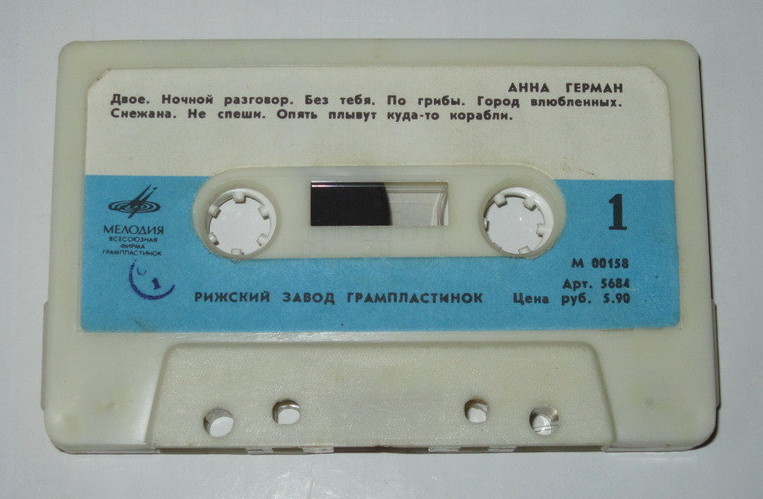 АННА ГЕРМАН
Двое. Ночной разговор. Без тебя. По грибы. Город влюбленных.
Снежана. Не спеши. Опять плывут куда-то корабли.
МЕЛОДИЯ
ВСЕСОЮЗНАЯ
ФИРМА
ГРАМПЛАСТИНОК
1
1
М 00158
Арт. 5684
РИЖСКИЙ ЗАВОД ГРАМПЛАСТИНОК Цена руб. 5.90